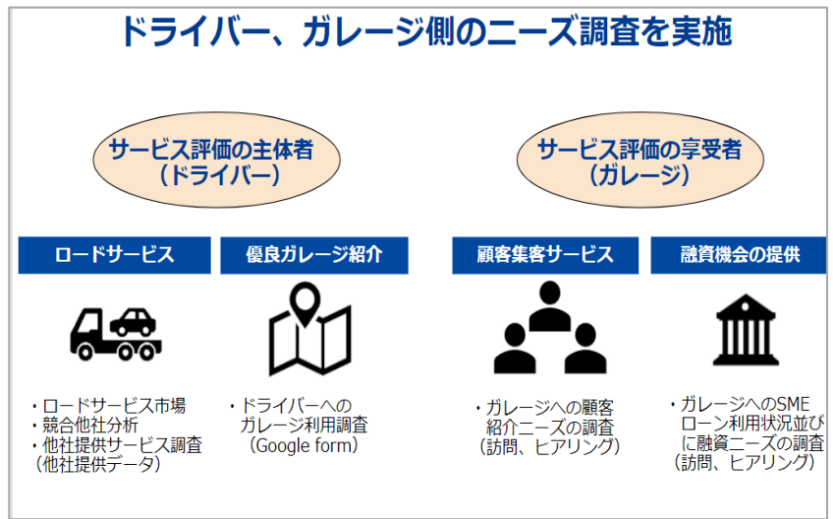 ドライバー、ガレージ側のニーズ調査を実施
サービス評価の主体者
（ドライバー）
サービス評価の享受者
（ガレージ）
ロードサービス
優良ガレージ紹介
顧客集客サービス
融資機会の提供
・ロードサービス市場
・競合他社分析
・他社提供サービス調査
（他社提供データ）
・ドライバーへの
ガレージ利用調査
（Google form）
・ガレージへの顧客
紹介ニーズの調査
（訪問、ヒアリング）
・ガレージへのSME
ローン利用状況並び
に融資ニーズの調査
（訪問、ヒアリング）